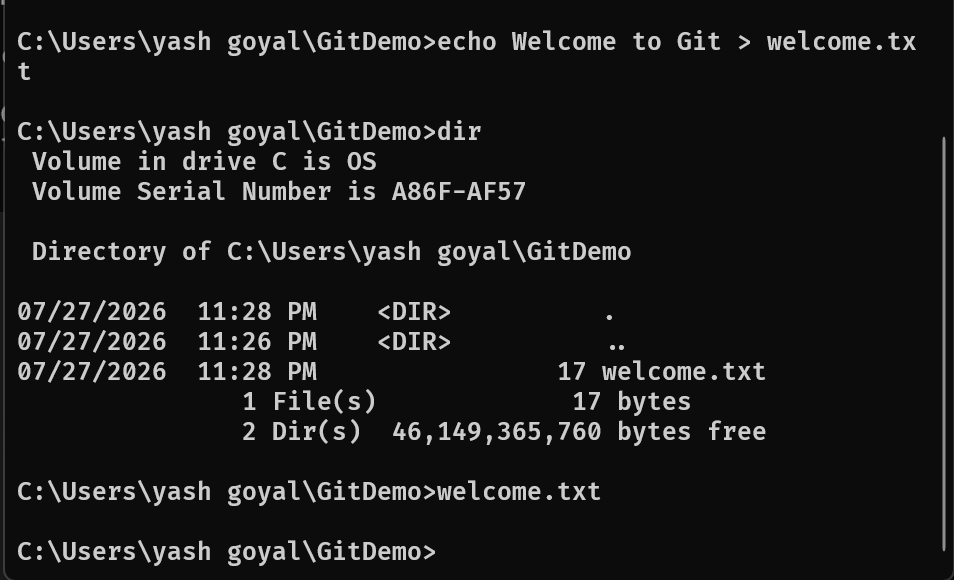 C:\Users\yash goyal\GitDemo>echo Welcome to Git > welcome.tx
t
C:\Users\yash goyal\GitDemo>dir
 Volume in drive C is OS
 Volume Serial Number is A86F-AF57
 Directory of C:\Users\yash goyal\GitDemo
07/27/2026  11:28 PM    <DIR>          .
07/27/2026  11:26 PM    <DIR>          ..
07/27/2026  11:28 PM                17 welcome.txt
               1 File(s)             17 bytes
               2 Dir(s)  46,149,365,760 bytes free
C:\Users\yash goyal\GitDemo>welcome.txt
C:\Users\yash goyal\GitDemo>